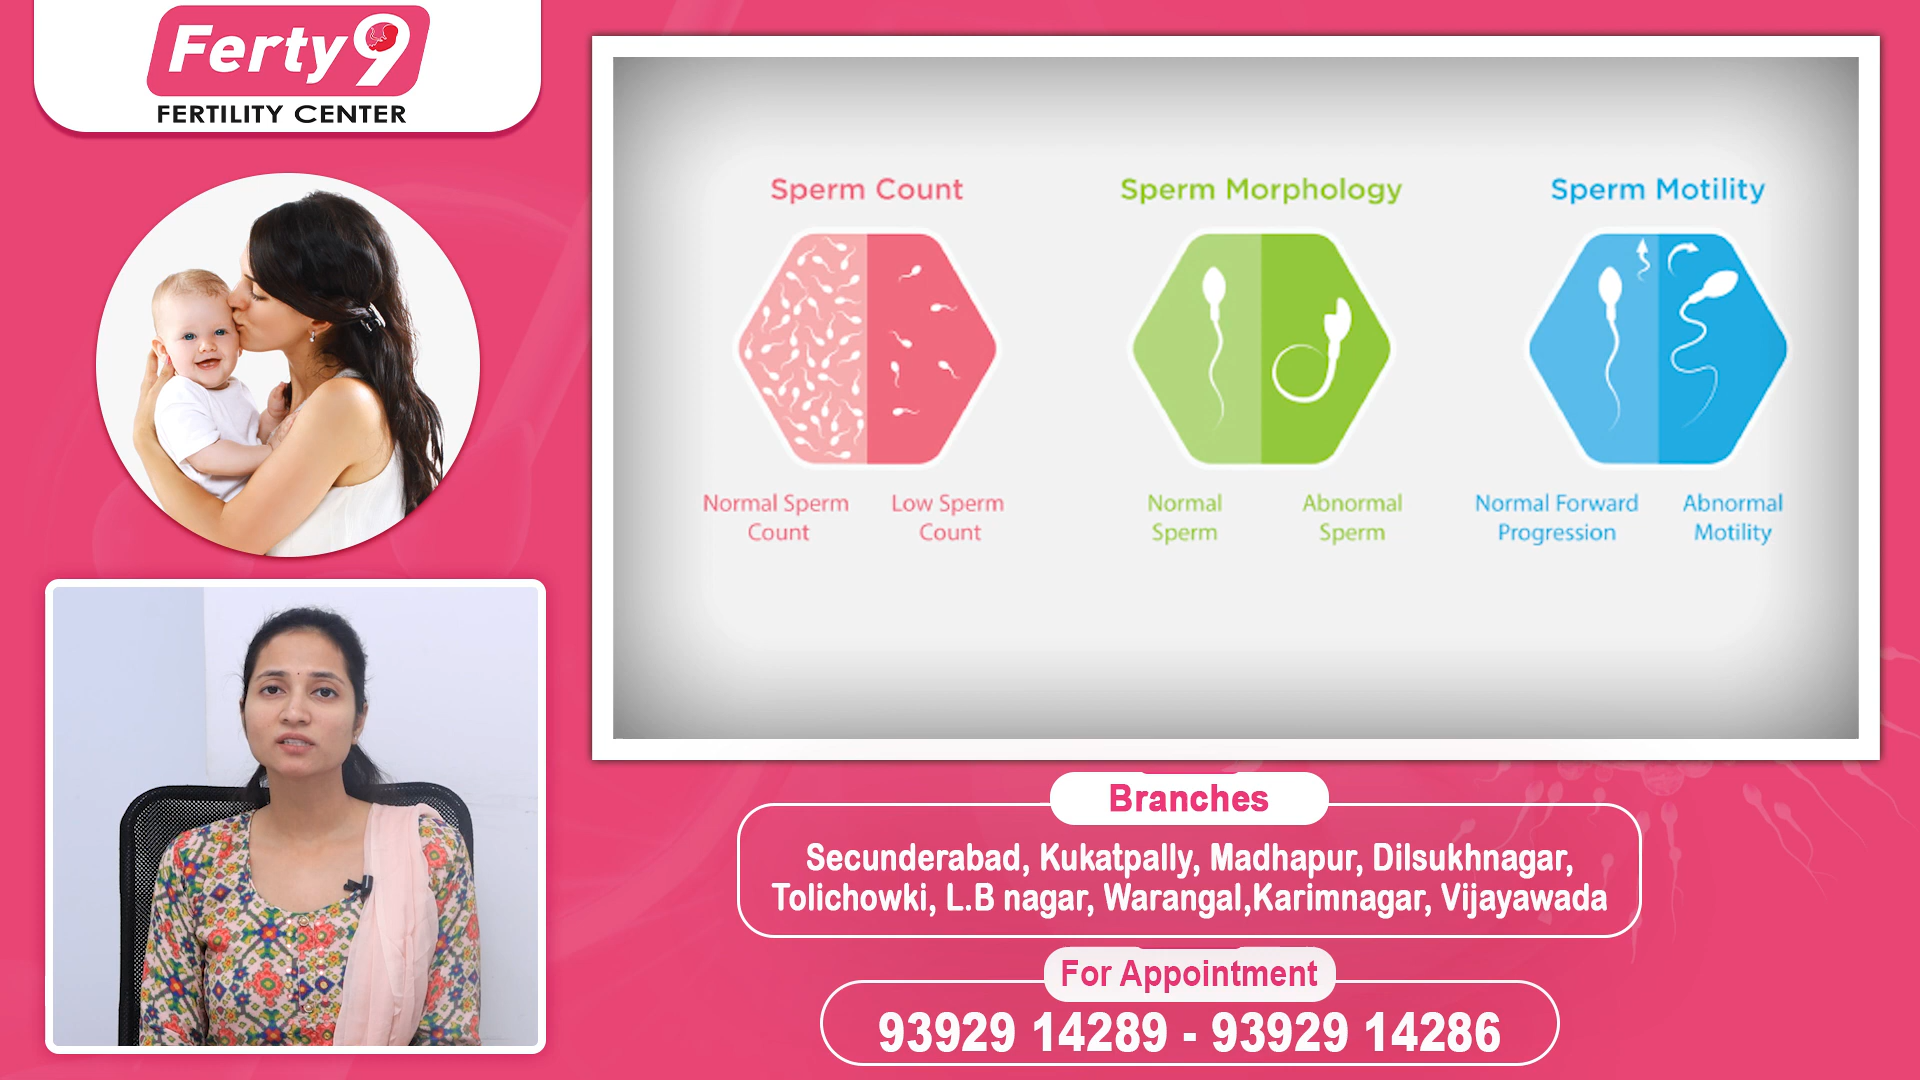 Ferty9
FERTILITY CENTER
Sperm Count
Sperm Morphology
Sperm Motility
Normal Sperm
Count
Low Sperm
Count
Normal
Sperm
Abnormal
Sperm
Normal Forward
Progression
Abnormal
Motility
Branches
Secunderabad, Kukatpally, Madhapur, Dilsukhnagar,
Tolichowki, L.B nagar, Warangal,Karimnagar, Vijayawada
For Appointment
93929 14289 - 93929 14286